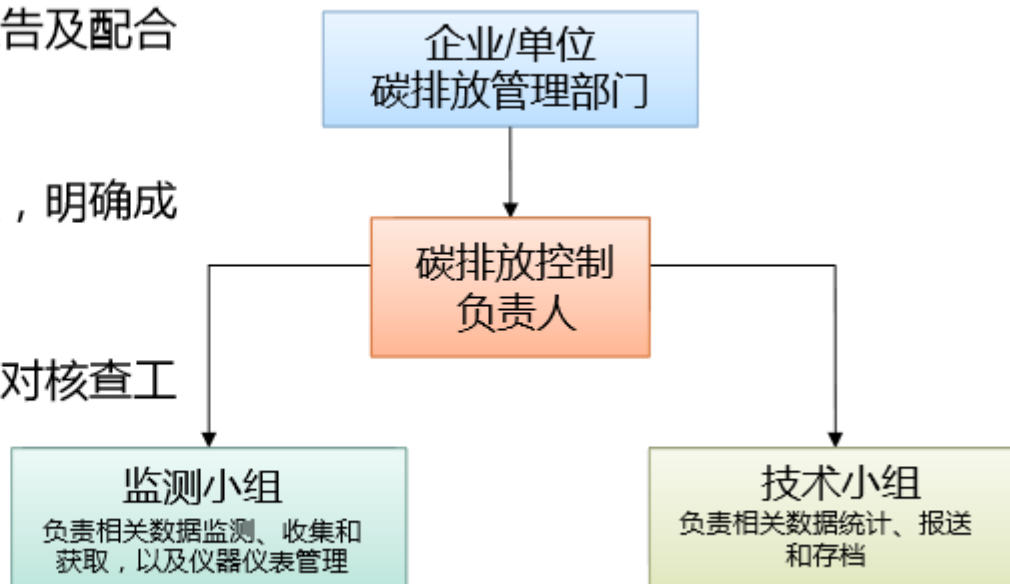 告及配合
，明确成
对核查工
企业/单位
碳排放管理部门
碳排放控制
负责人
监测小组
负责相关数据监测、收集和
获取，以及仪器仪表管理
技术小组
负责相关数据统计、报送
和存档